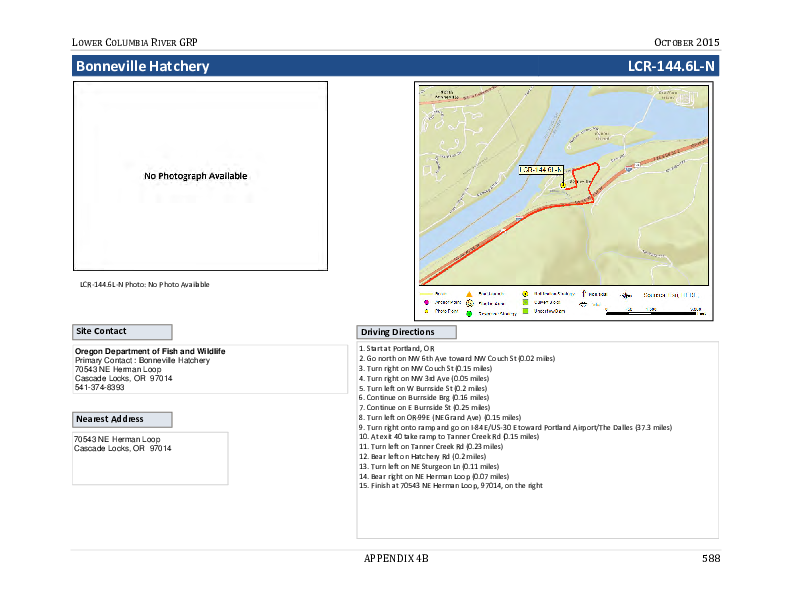 LOWER COLUMBIA RIVER GRP
OCTOBER 2015
Bonneville Hatchery
LCR-144.6L-N
No Photograph Available
LCR-144.6L-N
LCR-144.6L-N Photo: No Photo Available
Site Contact
Oregon Department of Fish and Wildlife
Primary Contact : Bonneville Hatchery
70543 NE Herman Loop
Cascade Locks, OR 97014
541-374-8393
Nearest Address
70543 NE Herman Loop
Cascade Locks, OR 97014
Driving Directions
1. Start at Portland, OR
2. Go north on NW 6th Ave toward NW Couch St (0.02 miles)
3. Turn right on NW Couch St (0.15 miles)
4. Turn right on NW 3rd Ave (0.05 miles)
5. Turn left on W Burnside St (0.2 miles)
6. Continue on Burnside Brg (0.16 miles)
7. Continue on E Burnside St (0.25 miles)
8. Turn left on OR-99E (NE Grand Ave) (0.15 miles)
9. Turn right onto ramp and go on I-84 E/US-30 E toward Portland Airport/The Dalles (37.3 miles)
10. At exit 40 take ramp to Tanner Creek Rd (0.15 miles)
11. Turn left on Tanner Creek Rd (0.23 miles)
12. Bear left on Hatchery Rd (0.2 miles)
13. Turn left on NE Sturgeon Ln (0.11 miles)
14. Bear right on NE Herman Loop (0.07 miles)
15. Finish at 70543 NE Herman Loop, 97014, on the right
APPENDIX 4B
588